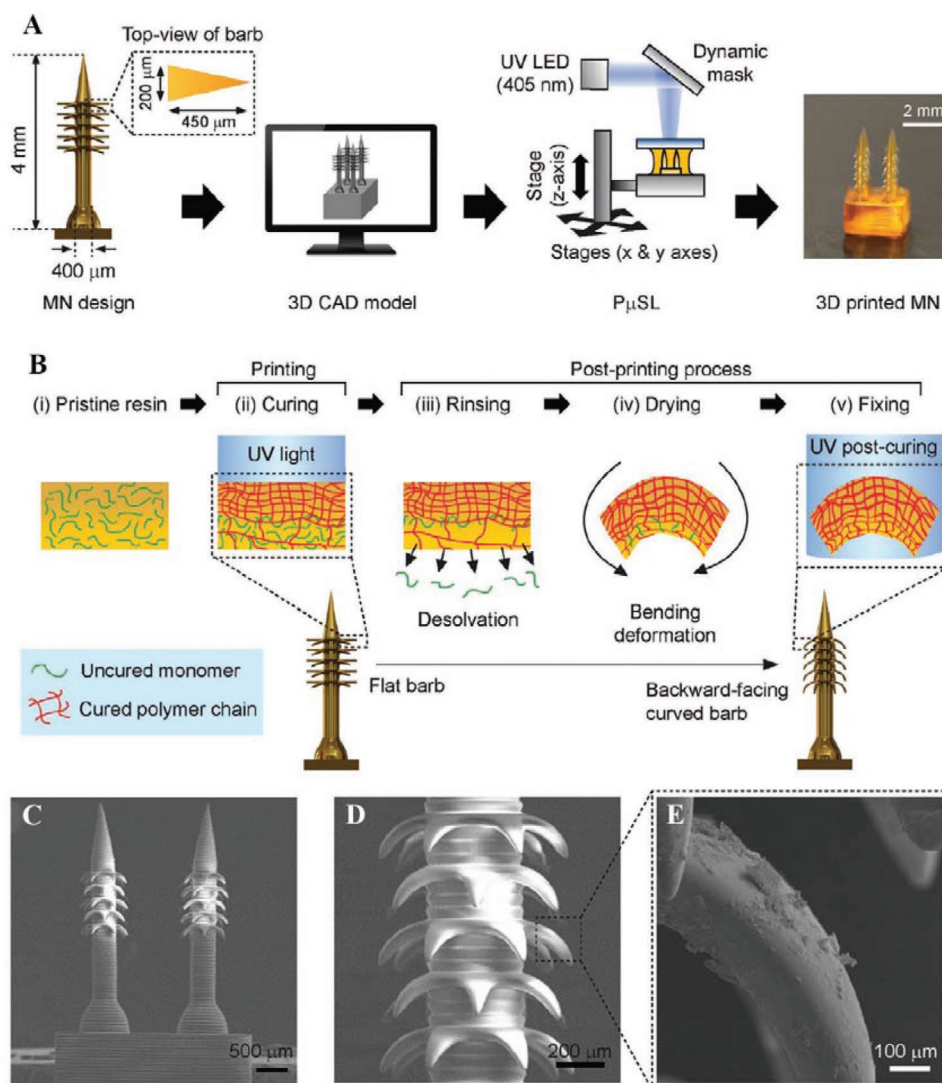 A
Top-view of barb
200 μm
450 μm
4 mm
400 μm
MN design
3D CAD model
UV LED
(405 nm)
Dynamic
mask
Stage
(z-axis)
Stages (x & y axes)
PμSL
2 mm
3D printed MN
B
Printing
Post-printing process
(i) Pristine resin
(ii) Curing
(iii) Rinsing
(iv) Drying
(v) Fixing
UV light
UV post-curing
Desolvation
Bending
deformation
Uncured monomer
Cured polymer chain
Flat barb
Backward-facing
curved barb
C
500 μm
D
200 μm
E
100 μm